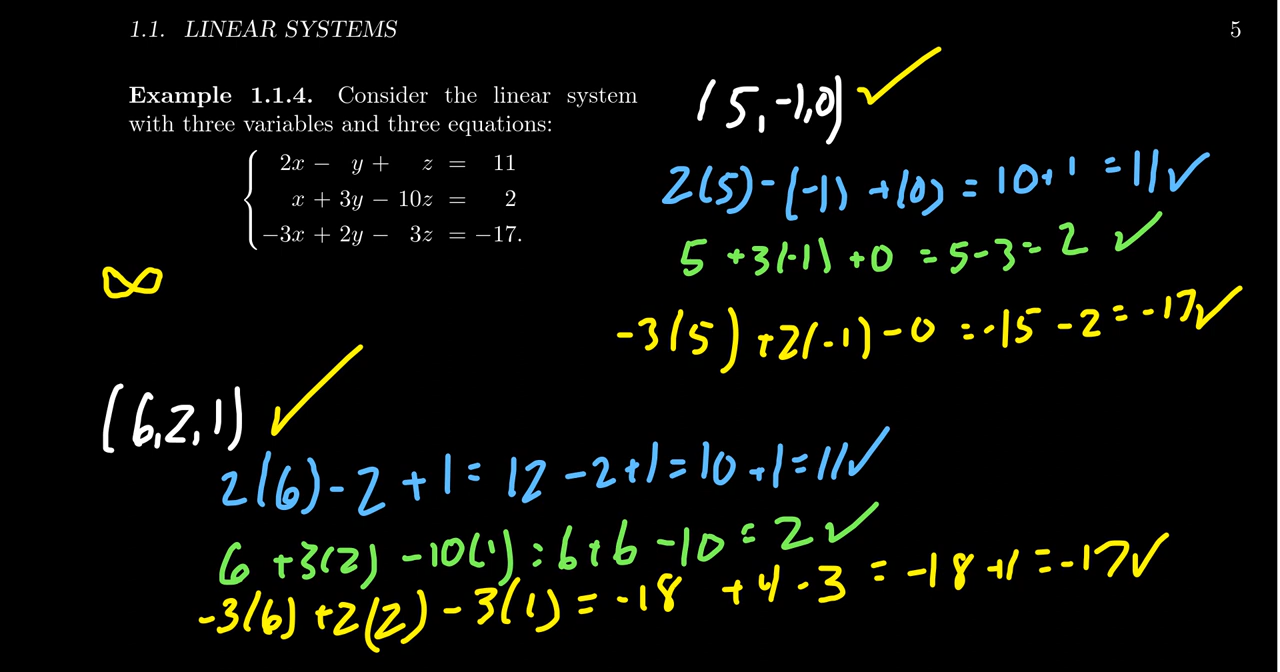 1.1. LINEAR SYSTEMS 5
Example 1.1.4. Consider the linear system
with three variables and three equations:
2x − y + z = 11
x + 3y − 10z = 2
−3x + 2y − 3z = −17.
∞
(5,-1,0) ✓
2(5)-(-1) +(0) = 10+1 = 11 ✓
5 +3(-1) +0 = 5-3 = 2 ✓
-3(5) +2(-1) -0 = -15 -2 = -17 ✓
(6,2,1) ✓
2(6)-2+1 = 12-2+1 = 10+1 = 11 ✓
6 +3(2) -10(1) = 6+6-10 = 2 ✓
-3(6) +2(2) -3(1) = -18 +4-3 = -18+1 = -17 ✓